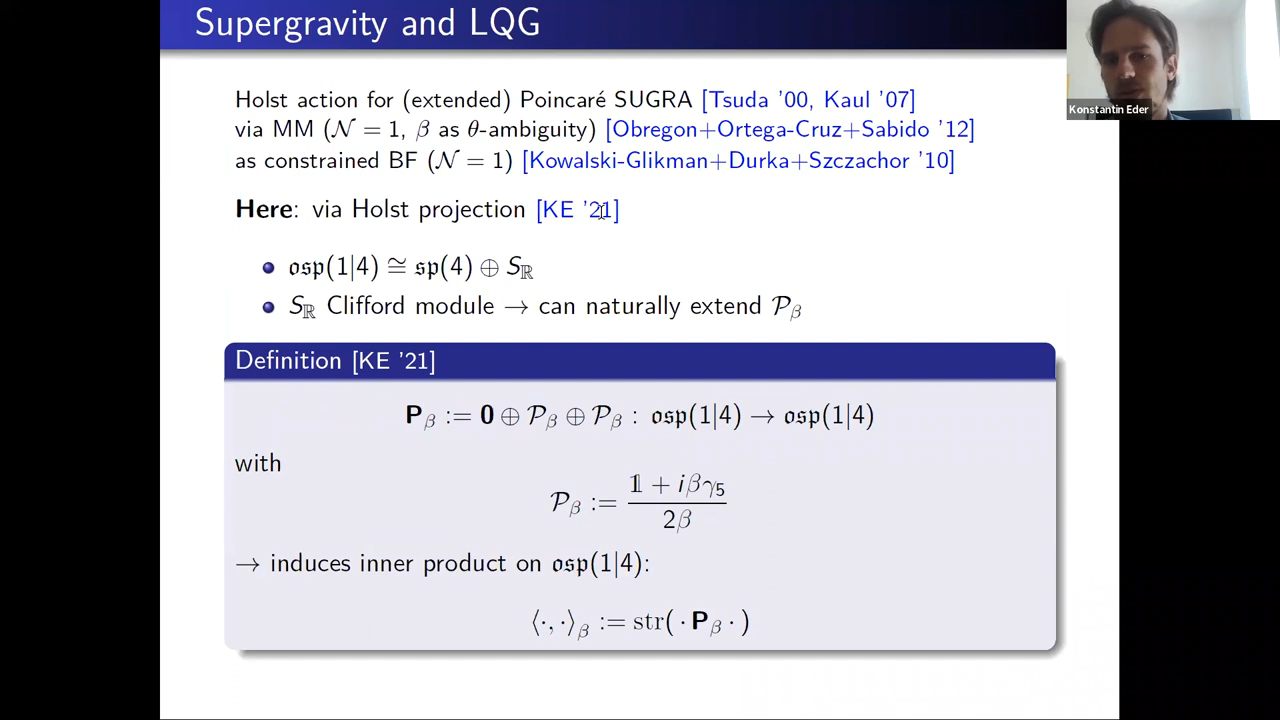 Supergravity and LQG
Konstantin Eder
Holst action for (extended) Poincaré SUGRA [Tsuda '00, Kaul '07]
via MM (𝒩 = 1, β as θ-ambiguity) [Obregon+Ortega-Cruz+Sabido '12]
as constrained BF (𝒩 = 1) [Kowalski-Glikman+Durka+Szczachor '10]
Here: via Holst projection [KE '21]
𝔬𝔰𝔭(1|4) ≅ 𝔰𝔭(4) ⊕ S_ℝ
S_ℝ Clifford module → can naturally extend 𝒫_β
Definition [KE '21]
𝐏_β := 𝟎 ⊕ 𝒫_β ⊕ 𝒫_β : 𝔬𝔰𝔭(1|4) → 𝔬𝔰𝔭(1|4)
with
𝒫_β := (𝟙 + iβγ₅)/(2β)
→ induces inner product on 𝔬𝔰𝔭(1|4):
⟨·, ·⟩_β := str( · 𝐏_β · )